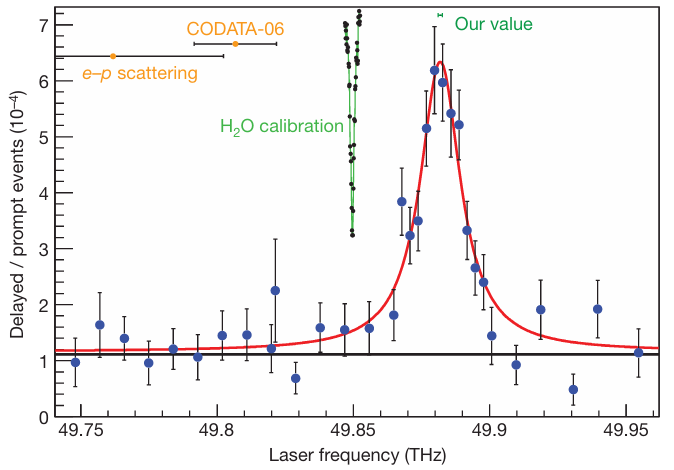 7
6
5
4
3
2
1
0
Delayed / prompt events (10⁻⁴)
CODATA-06
e–p scattering
H₂O calibration
Our value
49.75
49.8
49.85
49.9
49.95
Laser frequency (THz)